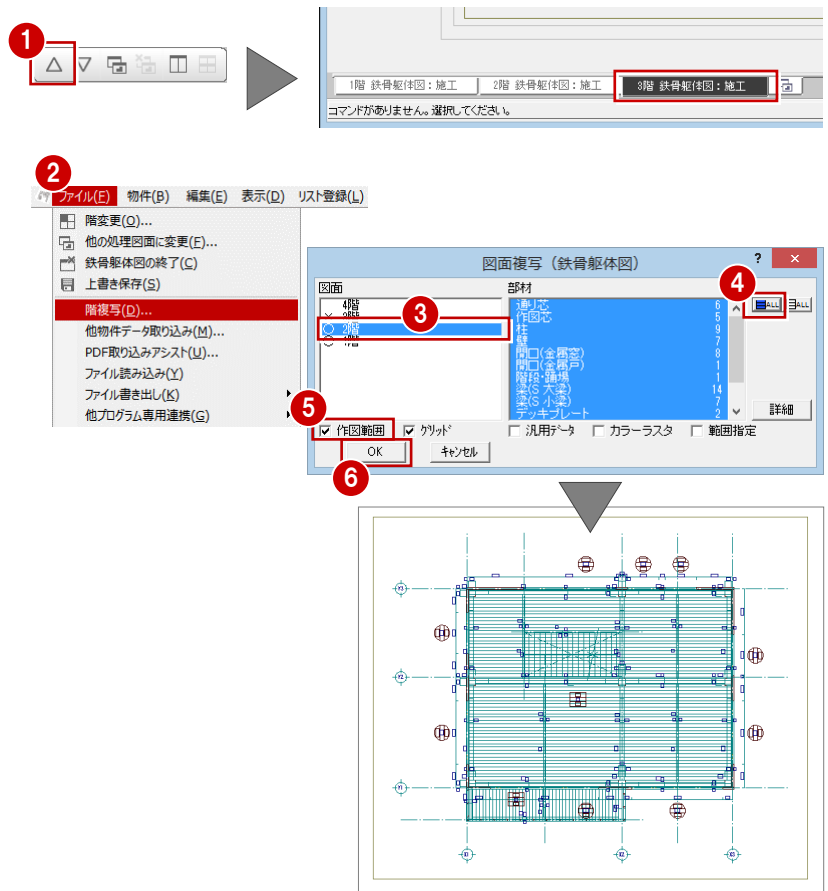 1
1階 鉄骨躯体図：施工
2階 鉄骨躯体図：施工
3階 鉄骨躯体図：施工
コマンドがありません。選択してください。
2
ファイル(F) 物件(B) 編集(E) 表示(D) リスト登録(L)
階変更(O)...
他の処理図面に変更(F)...
鉄骨躯体図の終了(C)
上書き保存(S)
階複写(D)...
他物件データ取り込み(M)...
PDF取り込みアシスト(U)...
ファイル読み込み(Y)
ファイル書き出し(K)
他プログラム専用連携(G)
図面複写（鉄骨躯体図） ? ×
図面
4階
× 3階
○ 2階
○ 1階
3
部材
通り芯 6
作図芯 5
柱 9
壁 7
開口(金属窓) 8
開口(金属戸) 1
階段・踊場 1
梁(S 大梁) 14
梁(S 小梁) 7
デッキプレート 2
4
ALL
ALL
詳細
5
作図範囲
グリッド
汎用データ
カラーラスタ
範囲指定
OK
キャンセル
6
Y3
Y2
Y1
X1
X2
X3